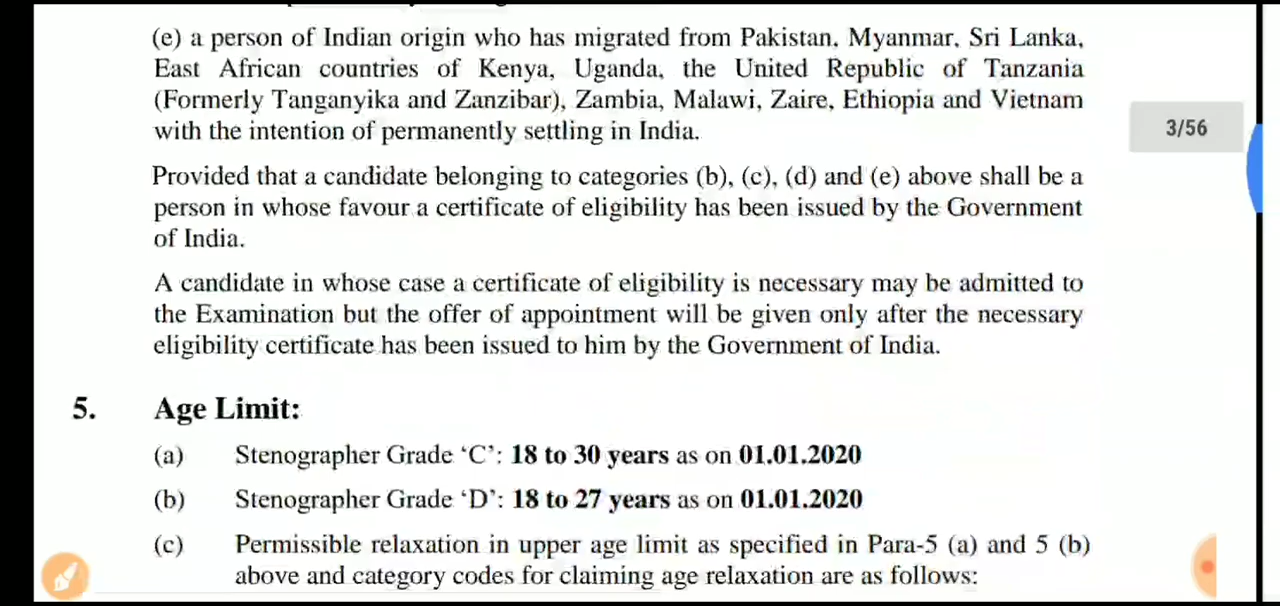 (e) a person of Indian origin who has migrated from Pakistan, Myanmar, Sri Lanka,
East African countries of Kenya, Uganda, the United Republic of Tanzania
(Formerly Tanganyika and Zanzibar), Zambia, Malawi, Zaire, Ethiopia and Vietnam
with the intention of permanently settling in India.
3/56
Provided that a candidate belonging to categories (b), (c), (d) and (e) above shall be a
person in whose favour a certificate of eligibility has been issued by the Government
of India.
A candidate in whose case a certificate of eligibility is necessary may be admitted to
the Examination but the offer of appointment will be given only after the necessary
eligibility certificate has been issued to him by the Government of India.
5. Age Limit:
(a) Stenographer Grade ‘C’: 18 to 30 years as on 01.01.2020
(b) Stenographer Grade ‘D’: 18 to 27 years as on 01.01.2020
(c) Permissible relaxation in upper age limit as specified in Para-5 (a) and 5 (b)
above and category codes for claiming age relaxation are as follows: